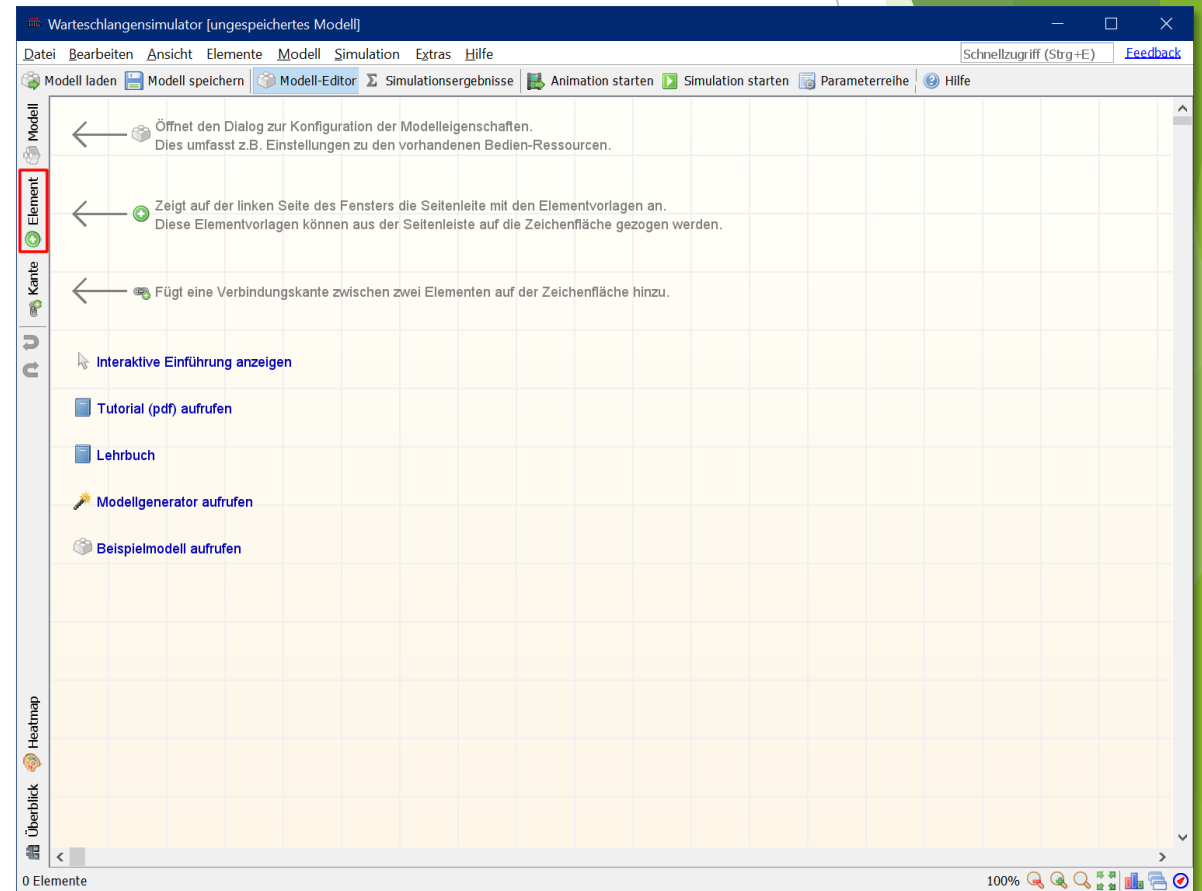 Warteschlangensimulator [ungespeichertes Modell]
Datei Bearbeiten Ansicht Elemente Modell Simulation Extras Hilfe
Schnellzugriff (Strg+E) Feedback
Modell laden Modell speichern Modell-Editor Σ Simulationsergebnisse Animation starten Simulation starten Parameterreihe Hilfe
Modell
Element
Kante
Öffnet den Dialog zur Konfiguration der Modelleigenschaften.
Dies umfasst z.B. Einstellungen zu den vorhandenen Bedien-Ressourcen.
Zeigt auf der linken Seite des Fensters die Seitenleite mit den Elementvorlagen an.
Diese Elementvorlagen können aus der Seitenleiste auf die Zeichenfläche gezogen werden.
Fügt eine Verbindungskante zwischen zwei Elementen auf der Zeichenfläche hinzu.
Interaktive Einführung anzeigen
Tutorial (pdf) aufrufen
Lehrbuch
Modellgenerator aufrufen
Beispielmodell aufrufen
Heatmap
Überblick
0 Elemente
100%